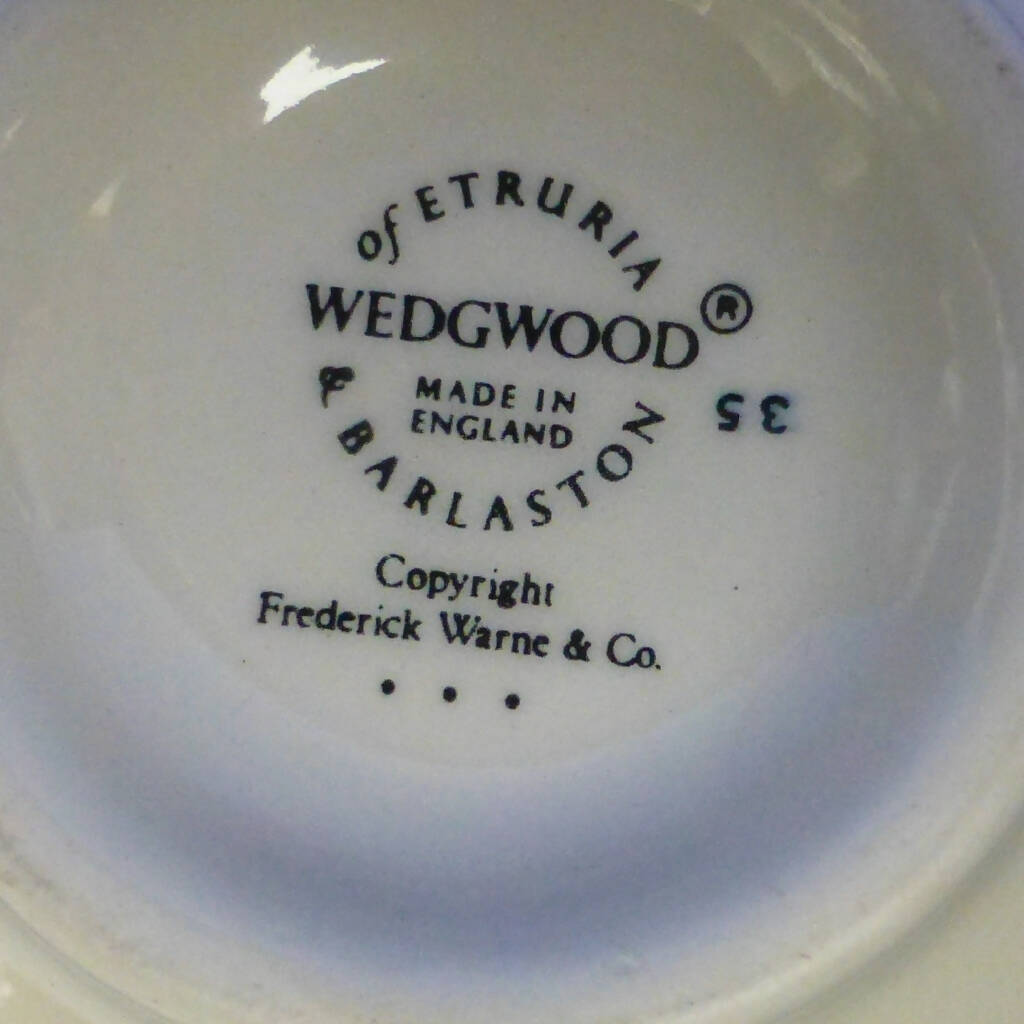 of ETRURIA
WEDGWOOD®
MADE IN
ENGLAND
& BARLASTON
35
Copyright
Frederick Warne & Co.
• • •